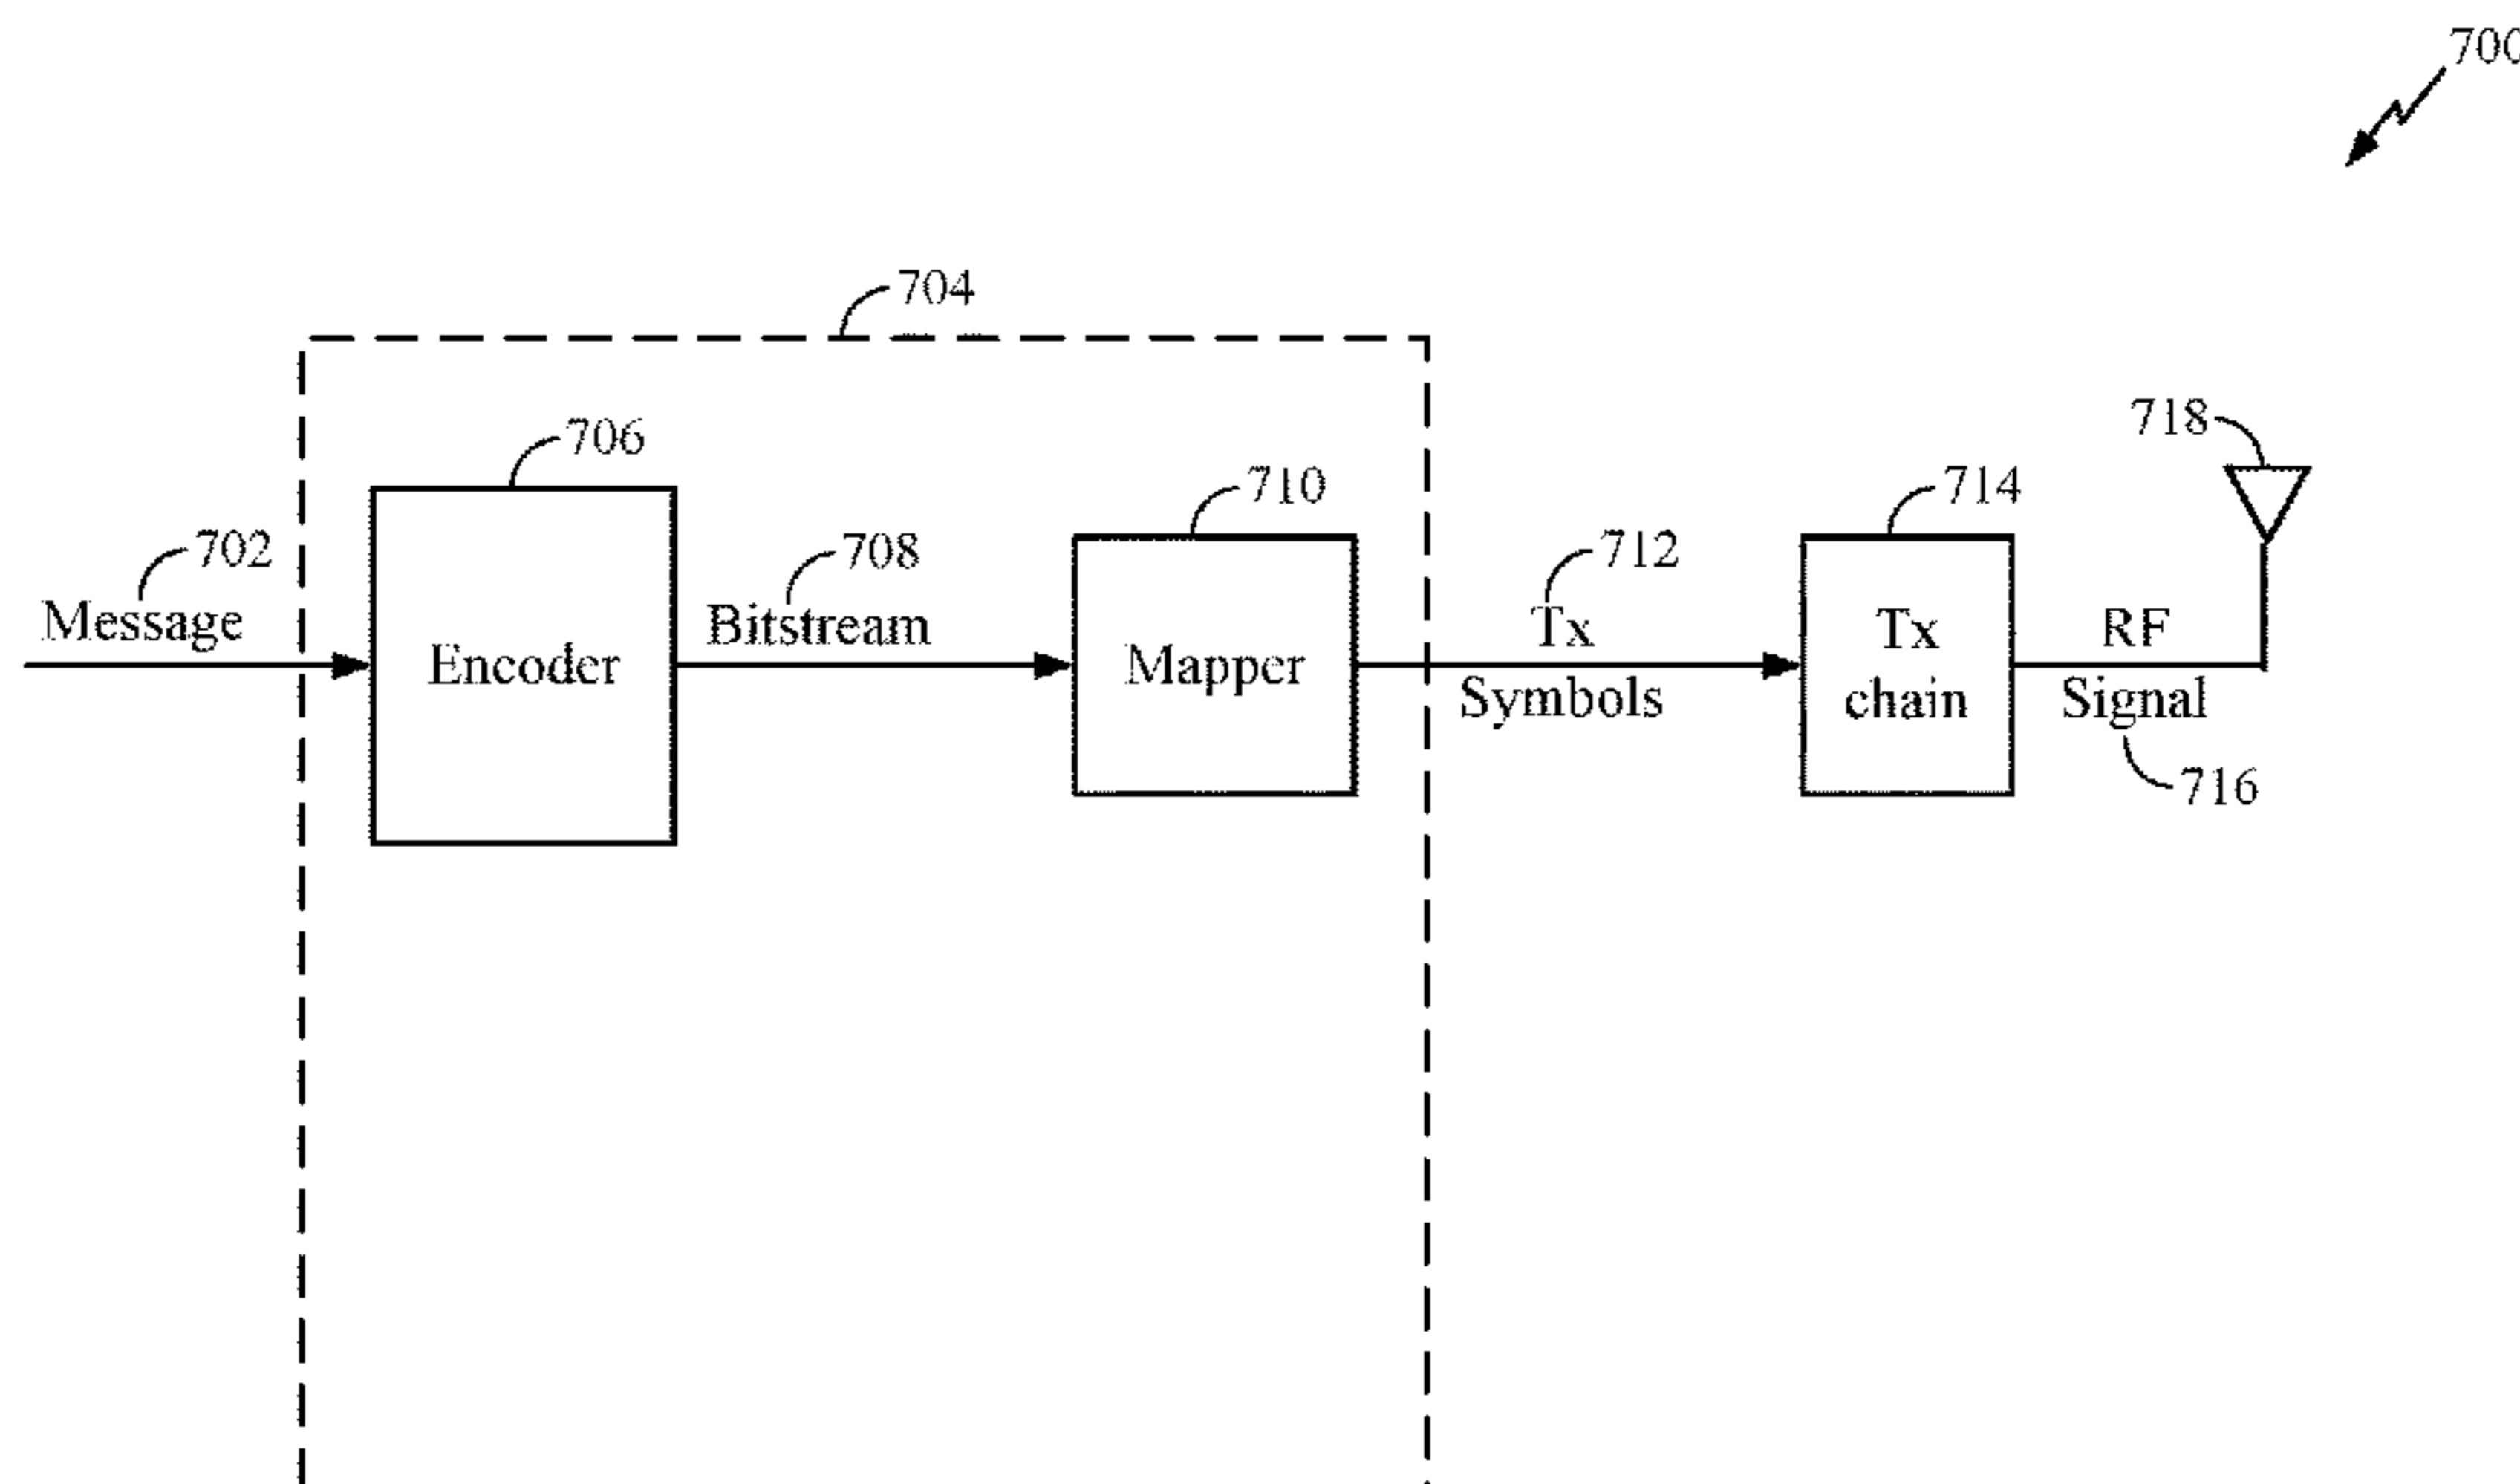 700
704
706
718
710
714
702
708
712
Message
Bitstream
Tx
Symbols
Encoder
Mapper
Tx
chain
RF
Signal
716